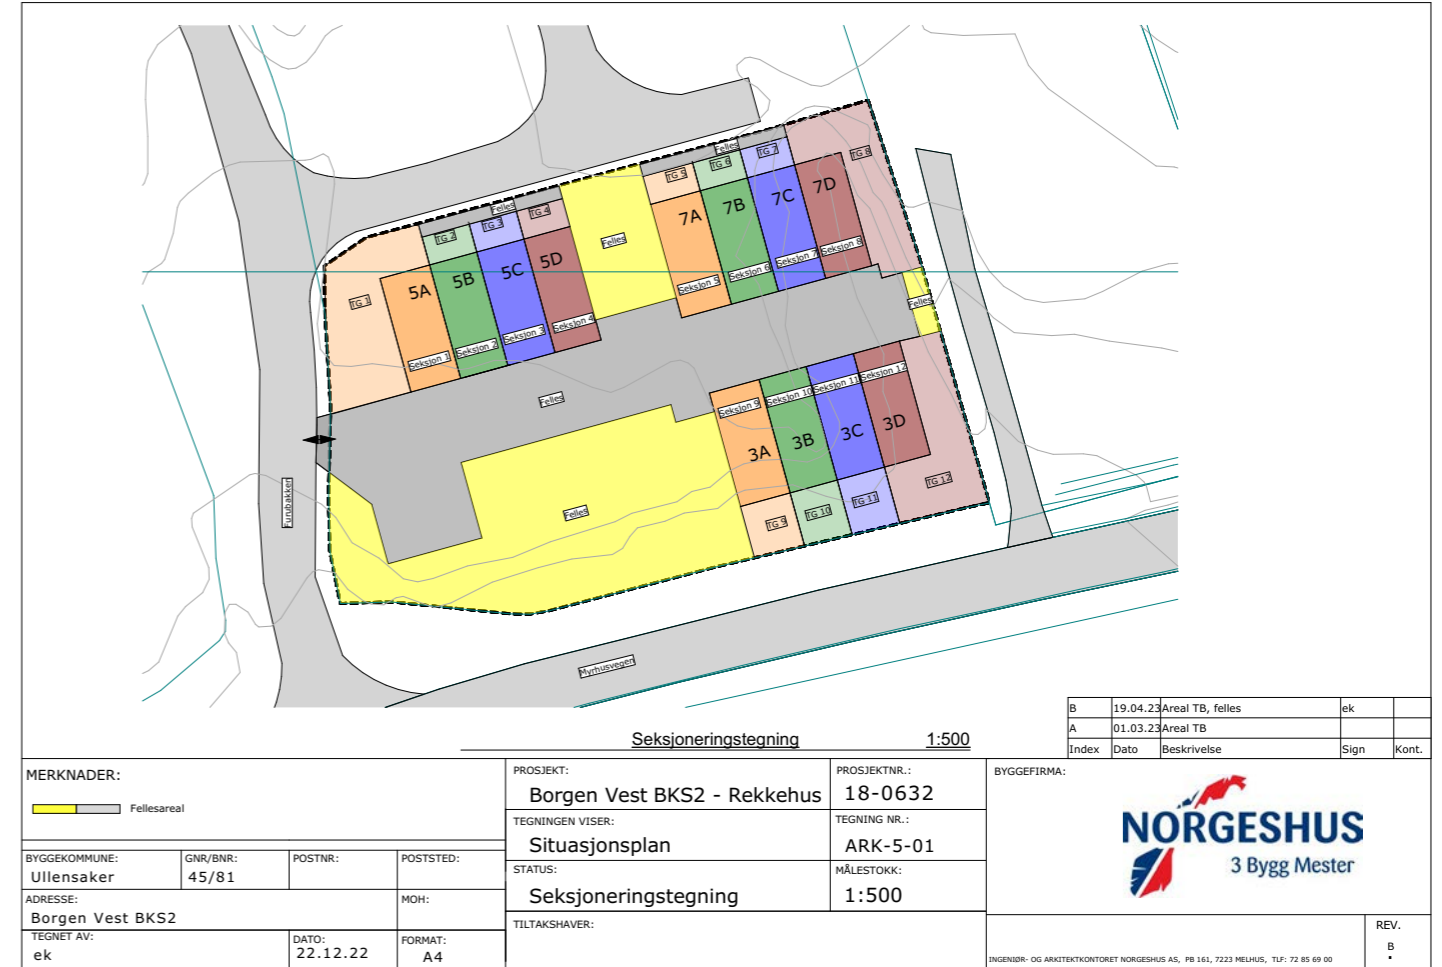 Felles
TG 7
TG 6
TG 8
TG 5
7D
7C
7B
7A
Felles
TG 4
TG 3
TG 2
Felles
Seksjon 8
Seksjon 7
Seksjon 6
Seksjon 5
5D
5C
5B
5A
TG 1
Felles
Seksjon 4
Seksjon 3
Seksjon 2
Seksjon 1
Felles
Seksjon 12
Seksjon 11
Seksjon 10
Seksjon 9
3D
3C
3B
3A
Furubakken
Felles
TG 12
TG 11
TG 10
TG 9
Myrhusvegen
Seksjoneringstegning 1:500
B 19.04.23 Areal TB, felles ek
A 01.03.23 Areal TB
Index Dato Beskrivelse Sign Kont.
MERKNADER:
Fellesareal
BYGGEKOMMUNE: GNR/BNR: POSTNR: POSTSTED:
Ullensaker 45/81
ADRESSE: MOH:
Borgen Vest BKS2
TEGNET AV: DATO: FORMAT:
ek 22.12.22 A4
PROSJEKT: PROSJEKTNR.:
Borgen Vest BKS2 - Rekkehus 18-0632
TEGNINGEN VISER: TEGNING NR.:
Situasjonsplan ARK-5-01
STATUS: MÅLESTOKK:
Seksjoneringstegning 1:500
TILTAKSHAVER:
BYGGEFIRMA:
NORGESHUS
3 Bygg Mester
INGENIØR- OG ARKITEKTKONTORET NORGESHUS AS, PB 161, 7223 MELHUS, TLF: 72 85 69 00
REV.
B
.